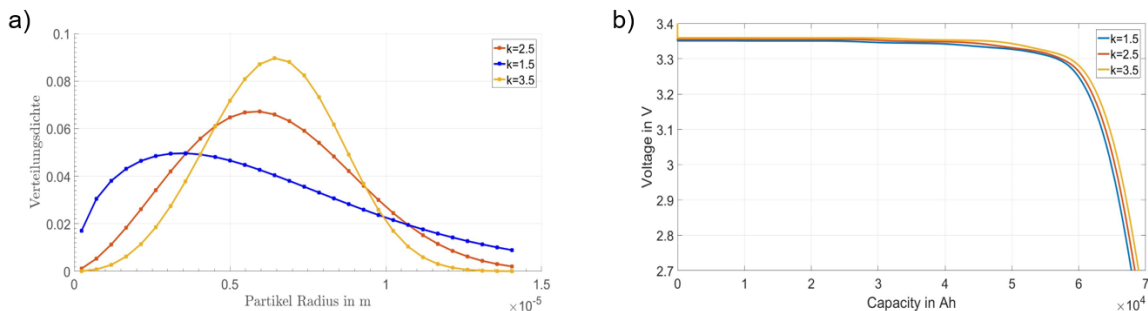 a)
Verteilungsdichte
0.1
0.08
0.06
0.04
0.02
0
k=2.5
k=1.5
k=3.5
0
0.5
1
1.5
Partikel Radius in m
×10⁻⁵
b)
Voltage in V
3.4
3.3
3.2
3.1
3
2.9
2.8
2.7
k=1.5
k=2.5
k=3.5
0
1
2
3
4
5
6
70
Capacity in Ah
×10⁴